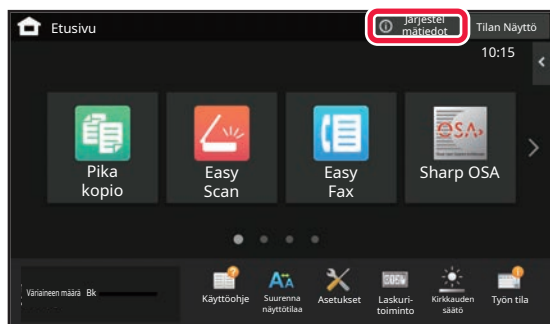 Etusivu
Järjestel
mätiedot
Tilan Näyttö
10:15
Pika
kopio
Easy
Scan
Easy
Fax
OSA
Sharp OSA
Väriaineen määrä Bk
Käyttöohje
Suurenna
näyttötilaa
Asetukset
Laskuri-
toiminto
Kirkkauden
säätö
Työn tila